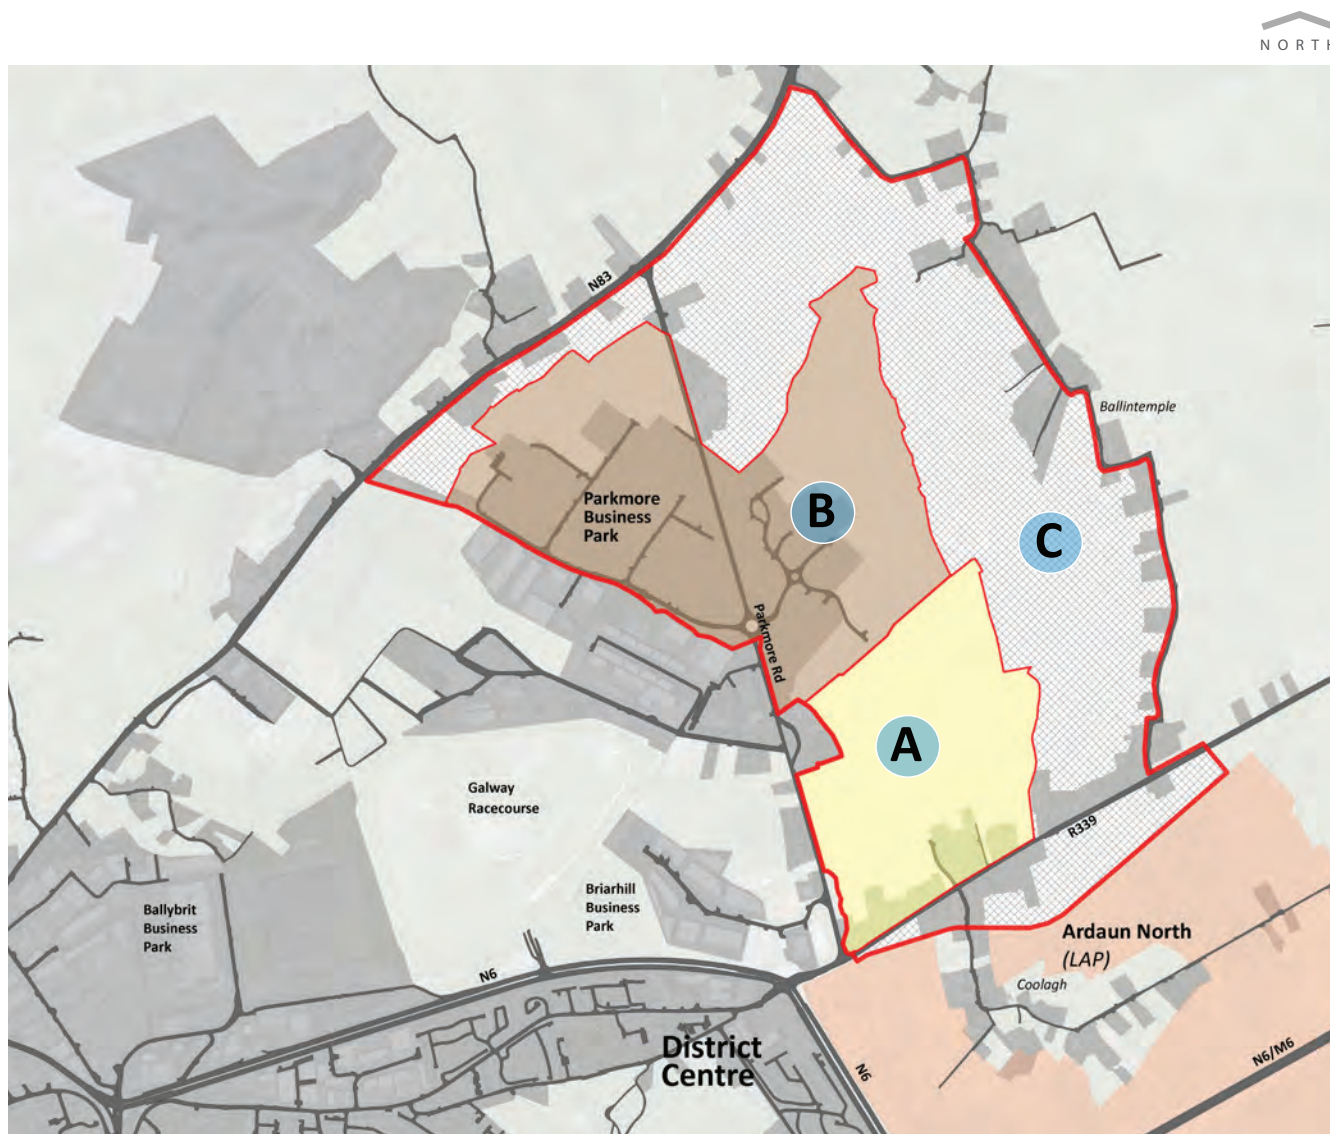 NORTH
N83
Ballintemple
Parkmore
Business
Park
B
C
Parkmore Rd
A
Galway
Racecourse
R339
Briarhill
Business
Park
Ballybrit
Business
Park
Ardaun North
(LAP)
N6
Coolagh
District
Centre
N6
N6/M6